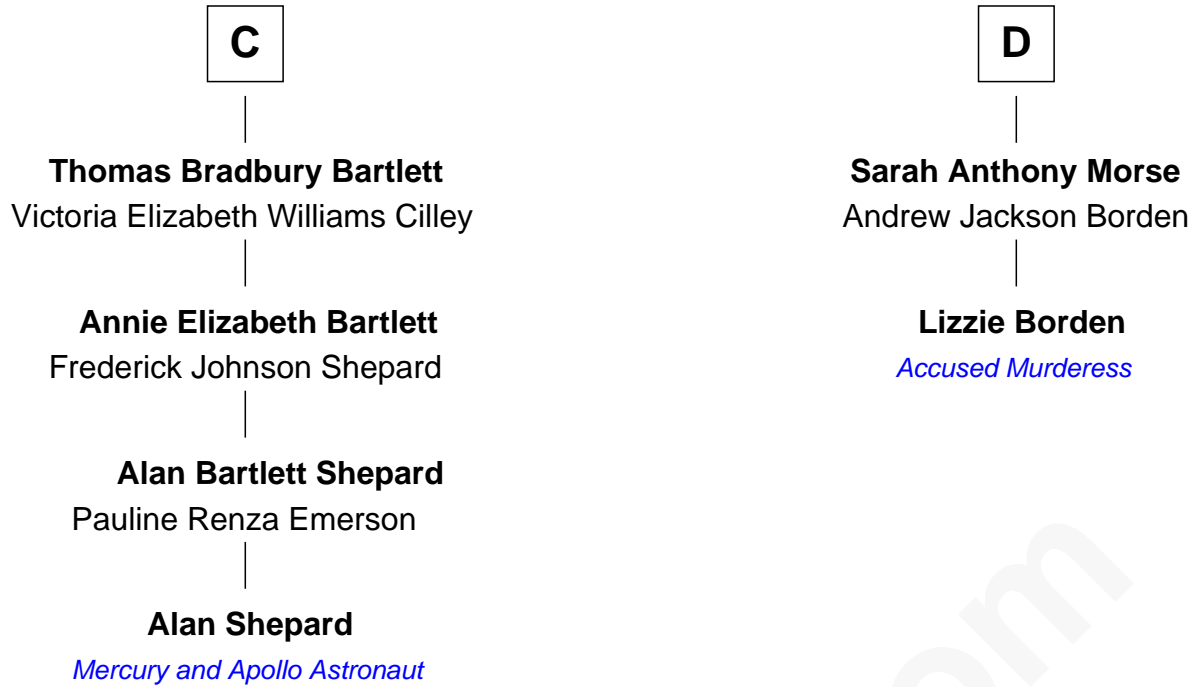 C
Thomas Bradbury Bartlett
Victoria Elizabeth Williams Cilley
Annie Elizabeth Bartlett
Frederick Johnson Shepard
Alan Bartlett Shepard
Pauline Renza Emerson
Alan Shepard
Mercury and Apollo Astronaut
D
Sarah Anthony Morse
Andrew Jackson Borden
Lizzie Borden
Accused Murderess
om